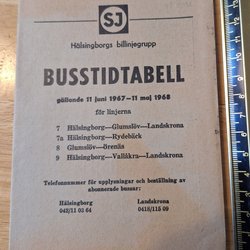 SJ
Hälsingborgs billinjegrupp
BUSSTIDTABELL
gällande 11 juni 1967—11 maj 1968
för linjerna
7 Hälsingborg—Glumslöv—Landskrona
7a Hälsingborg—Rydebäck
8 Glumslöv—Örenäs
9 Hälsingborg—Vallåkra—Landskrona
Telefonnummer för upplysningar och beställning av
abonnerade bussar:
Hälsingborg Landskrona
042/11 03 64 0418/115 09